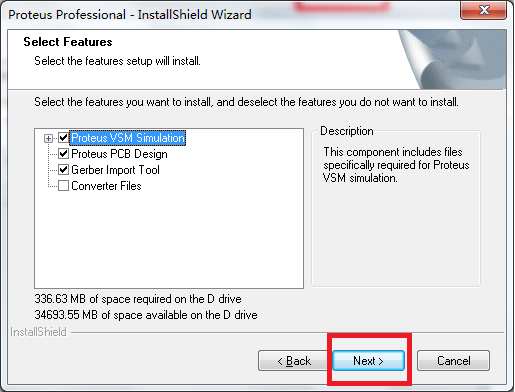 Proteus Professional - InstallShield Wizard
Select Features
Select the features setup will install.
Select the features you want to install, and deselect the features you do not want to install.
Proteus VSM Simulation
Proteus PCB Design
Gerber Import Tool
Converter Files
Description
This component includes files
specifically required for Proteus
VSM simulation.
336.63 MB of space required on the D drive
34693.55 MB of space available on the D drive
InstallShield
< Back
Next >
Cancel